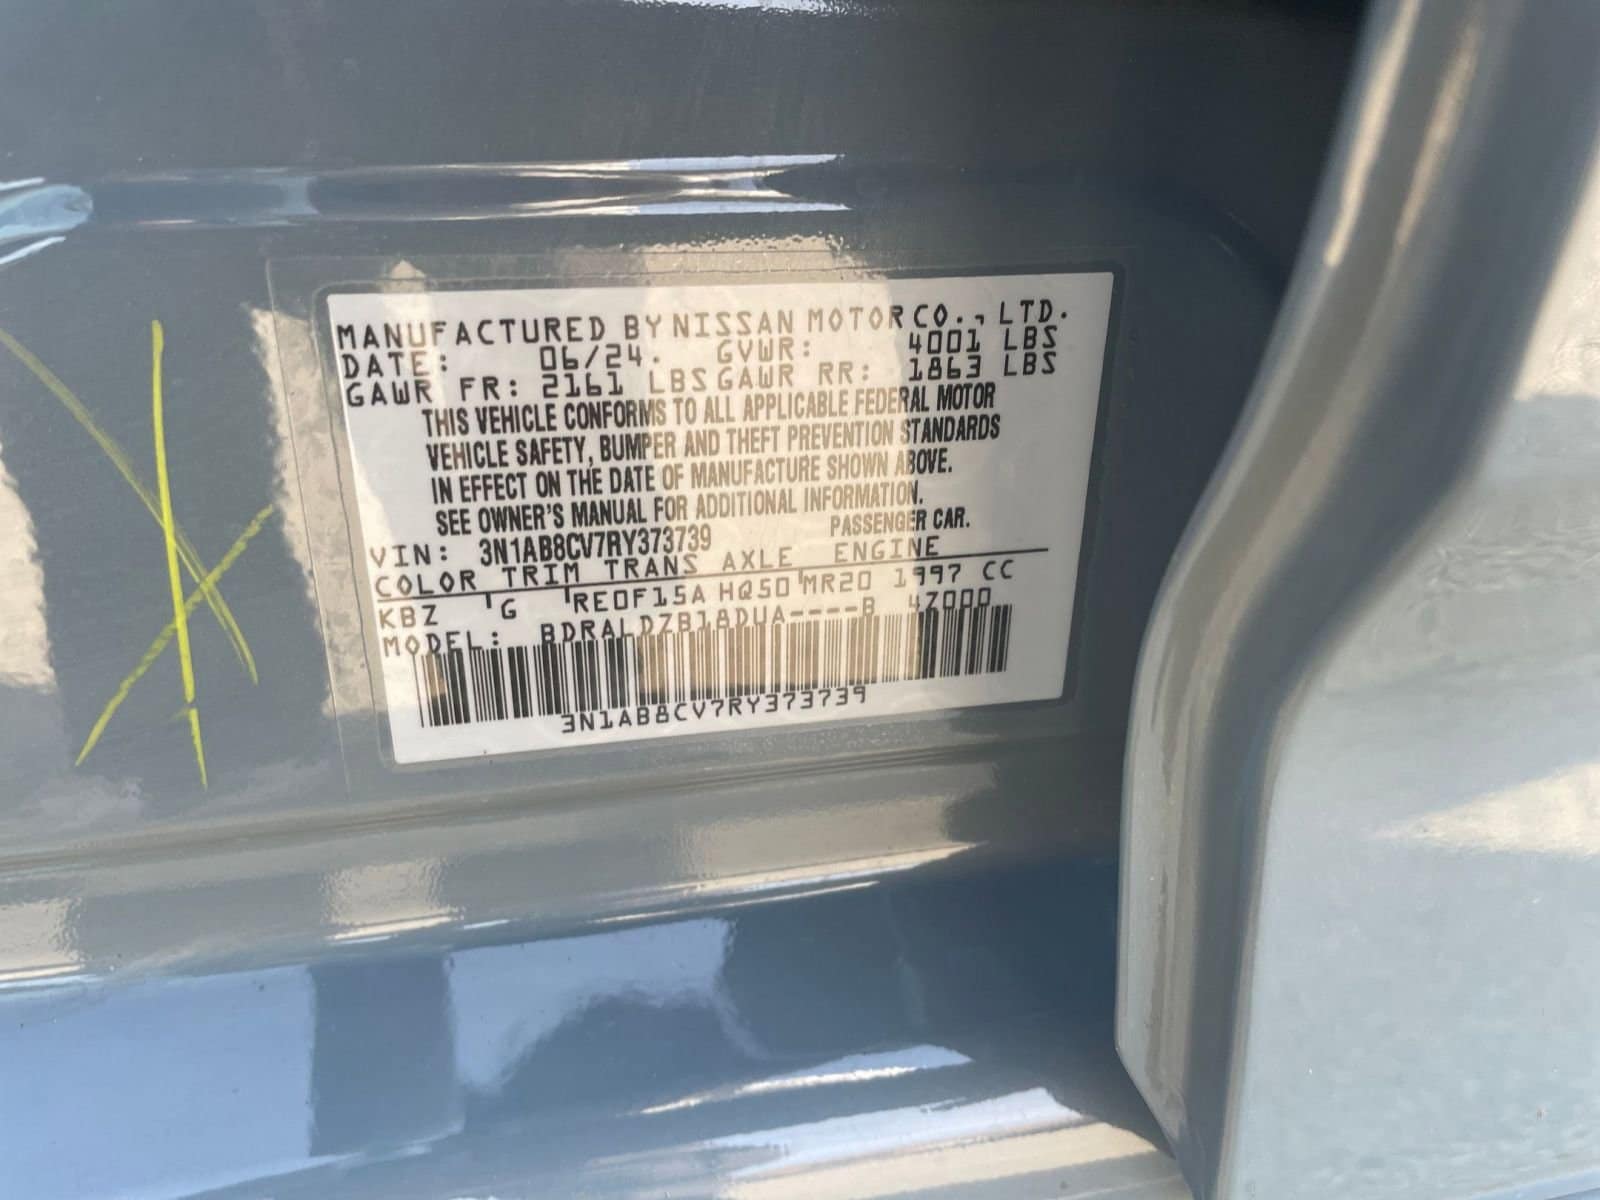 MANUFACTURED BY NISSAN MOTOR CO., LTD.
DATE: 06/24. GVWR: 4001 LBS
GAWR FR: 2161 LBS GAWR RR: 1863 LBS
THIS VEHICLE CONFORMS TO ALL APPLICABLE FEDERAL MOTOR
VEHICLE SAFETY, BUMPER AND THEFT PREVENTION STANDARDS
IN EFFECT ON THE DATE OF MANUFACTURE SHOWN ABOVE.
SEE OWNER'S MANUAL FOR ADDITIONAL INFORMATION.
VIN: 3N1AB8CV7RY373739 PASSENGER CAR.
COLOR TRIM TRANS AXLE ENGINE
KBZ G RE0F15A HQ50 MR20 1997 CC
MODEL: BDRALDZB18DUA----B 4Z000
3N1AB8CV7RY373739